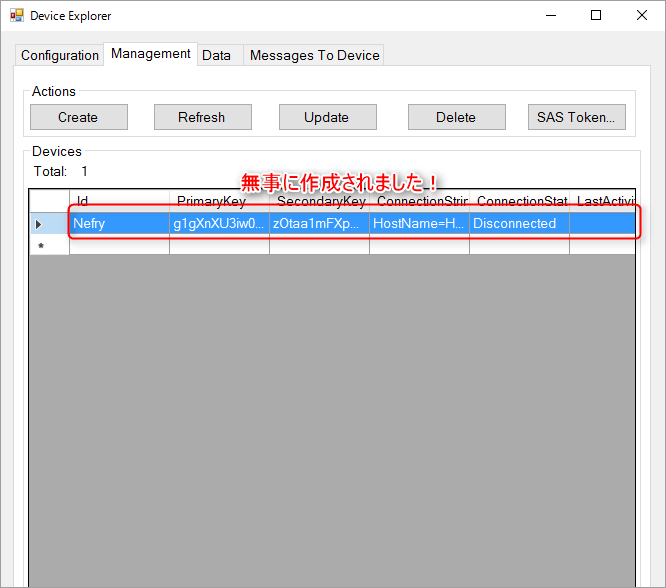 Device Explorer
Configuration Management Data Messages To Device
Actions
Create Refresh Update Delete SAS Token...
Devices
Total: 1
無事に作成されました！
Id PrimaryKey SecondaryKey ConnectionStrin ConnectionStat LastActivi
Nefry g1gXnXU3iw0... zOtaa1mFXp... HostName=H... Disconnected
*